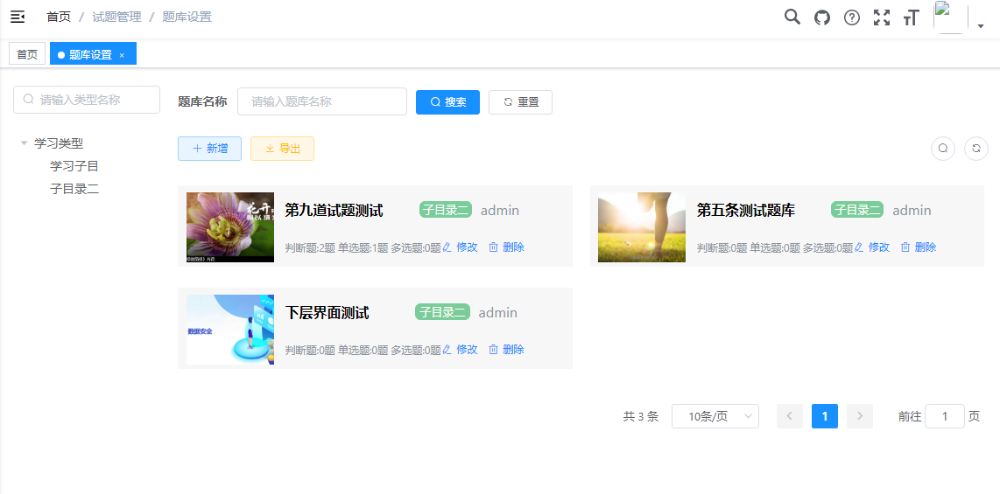 首页 / 试题管理 / 题库设置
首页
题库设置 ×
请输入类型名称
题库名称 请输入题库名称 搜索 重置
学习类型
学习子目
子目录二
新增 导出
第九道试题测试 子目录二 admin
判断题:2题 单选题:1题 多选题:0题 修改 删除
第五条测试题库 子目录二 admin
判断题:0题 单选题:0题 多选题:0题 修改 删除
数据安全
下层界面测试 子目录二 admin
判断题:0题 单选题:0题 多选题:0题 修改 删除
共 3 条 10条/页 1 前往 1 页